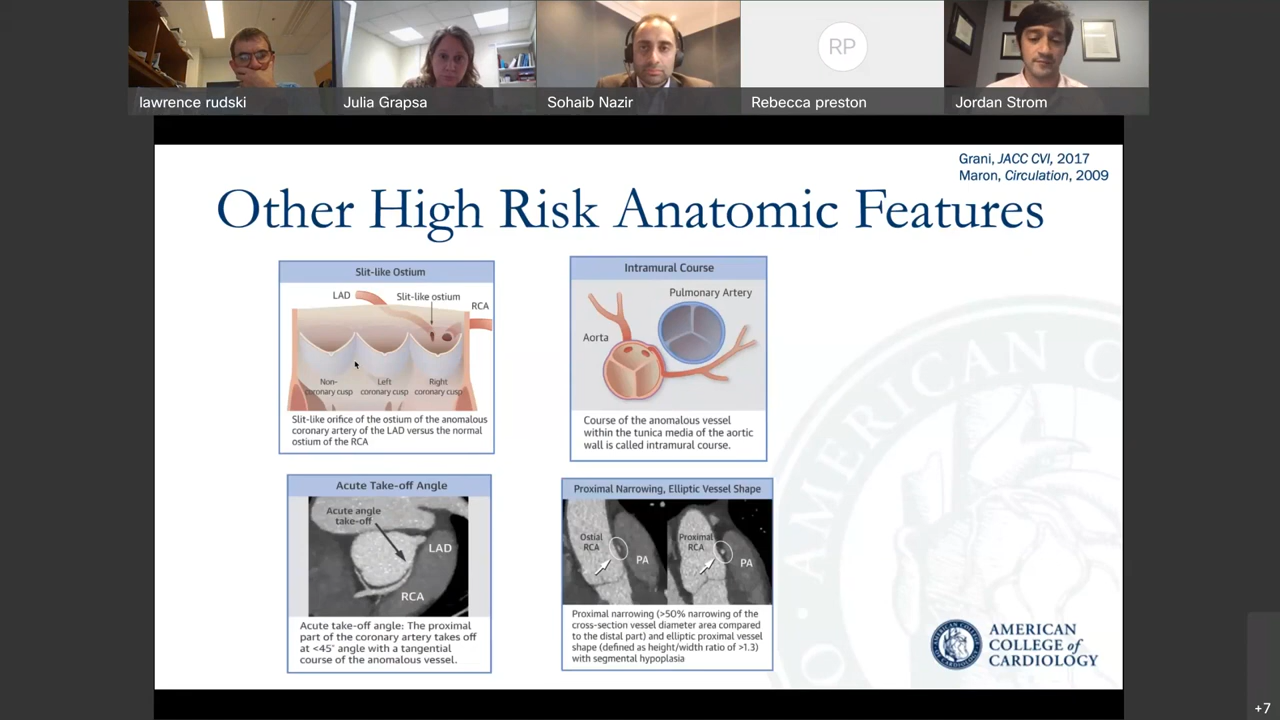 RP
lawrence rudski
Julia Grapsa
Sohaib Nazir
Rebecca preston
Jordan Strom
Grani, JACC CVI, 2017
Maron, Circulation, 2009
Other High Risk Anatomic Features
Slit-like Ostium
LAD
Slit-like ostium
RCA
Non-
coronary cusp
Left
coronary cusp
Right
coronary cusp
Slit-like orifice of the ostium of the anomalous
coronary artery of the LAD versus the normal
ostium of the RCA
Intramural Course
Pulmonary Artery
Aorta
Course of the anomalous vessel
within the tunica media of the aortic
wall is called intramural course.
Acute Take-off Angle
Acute angle
take-off
LAD
RCA
Acute take-off angle: The proximal
part of the coronary artery takes off
at <45° angle with a tangential
course of the anomalous vessel.
Proximal Narrowing, Elliptic Vessel Shape
Ostial
RCA
PA
Proximal
RCA
PA
Proximal narrowing (>50% narrowing of the
cross-section vessel diameter area compared
to the distal part) and elliptic proximal vessel
shape (defined as height/width ratio of >1.3)
with segmental hypoplasia
AMERICAN
COLLEGE of
CARDIOLOGY
+7